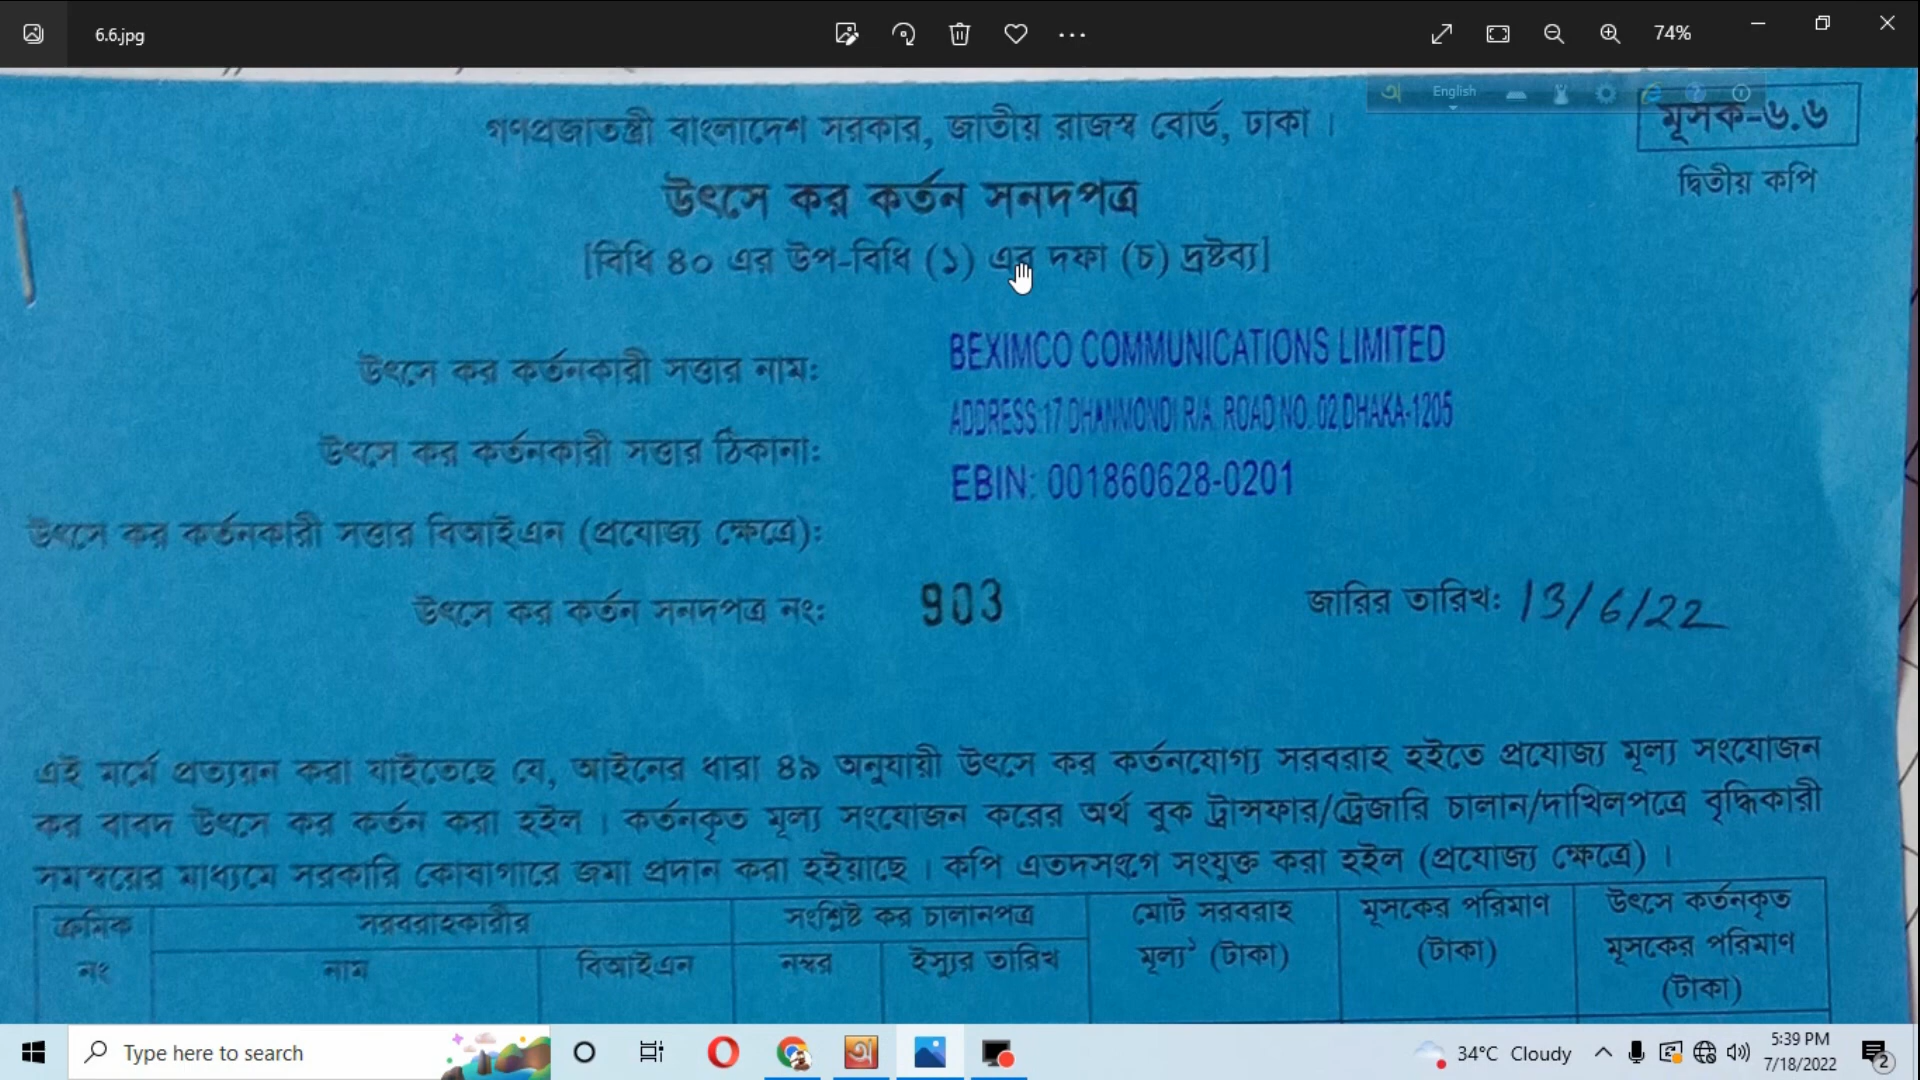 6.6.jpg
74%
English
গণপ্রজাতন্ত্রী বাংলাদেশ সরকার, জাতীয় রাজস্ব বোর্ড, ঢাকা।
মূসক-৬.৬
দ্বিতীয় কপি
উৎসে কর কর্তন সনদপত্র
[বিধি ৪০ এর উপ-বিধি (১) এর দফা (চ) দ্রষ্টব্য]
উৎসে কর কর্তনকারী সত্তার নাম:
BEXIMCO COMMUNICATIONS LIMITED
উৎসে কর কর্তনকারী সত্তার ঠিকানা:
ADDRESS:17 DHANMONDI R/A. ROAD NO. 02,DHAKA-1205
EBIN: 001860628-0201
উৎসে কর কর্তনকারী সত্তার বিআইএন (প্রযোজ্য ক্ষেত্রে):
উৎসে কর কর্তন সনদপত্র নং: 903 জারির তারিখ: 13/6/22
এই মর্মে প্রত্যয়ন করা যাইতেছে যে, আইনের ধারা ৪৯ অনুযায়ী উৎসে কর কর্তনযোগ্য সরবরাহ হইতে প্রযোজ্য মূল্য সংযোজন
কর বাবদ উৎসে কর কর্তন করা হইল। কর্তনকৃত মূল্য সংযোজন করের অর্থ বুক ট্রান্সফার/ট্রেজারি চালান/দাখিলপত্রে বৃদ্ধিকারী
সমন্বয়ের মাধ্যমে সরকারি কোষাগারে জমা প্রদান করা হইয়াছে। কপি এতদসংগে সংযুক্ত করা হইল (প্রযোজ্য ক্ষেত্রে)।
ক্রমিক নং
সরবরাহকারীর
নাম
বিআইএন
সংশ্লিষ্ট কর চালানপত্র
নম্বর
ইস্যুর তারিখ
মোট সরবরাহ
মূল্য১ (টাকা)
মূসকের পরিমাণ
(টাকা)
উৎসে কর্তনকৃত
মূসকের পরিমাণ
(টাকা)
Type here to search
34°C Cloudy
5:39 PM
7/18/2022
2